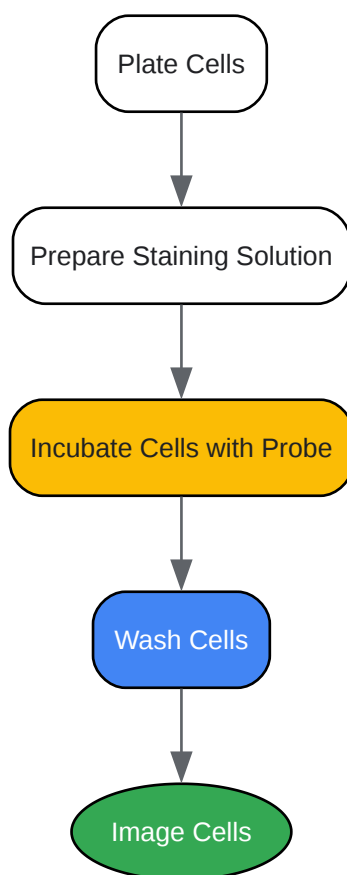 Plate Cells
Prepare Staining Solution
Incubate Cells with Probe
Wash Cells
Image Cells